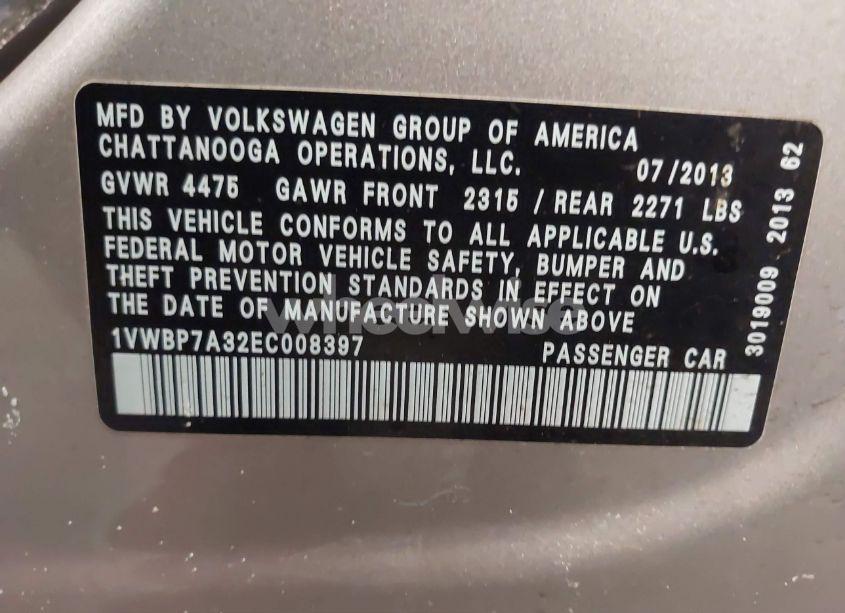 MFD BY VOLKSWAGEN GROUP OF AMERICA
CHATTANOOGA OPERATIONS, LLC. 07/2013
GVWR 4475 GAWR FRONT 2315 / REAR 2271 LBS
THIS VEHICLE CONFORMS TO ALL APPLICABLE U.S.
FEDERAL MOTOR VEHICLE SAFETY, BUMPER AND
THEFT PREVENTION STANDARDS IN EFFECT ON
THE DATE OF MANUFACTURE SHOWN ABOVE
1VWBP7A32EC008397 PASSENGER CAR
3019009 2013 62
wheelwise